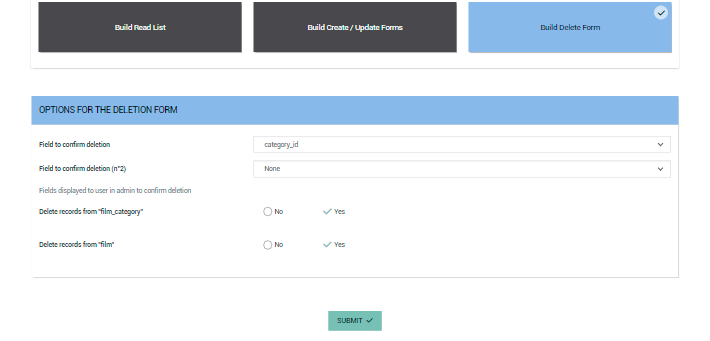 Build Read List
Build Create / Update Forms
Build Delete Form
OPTIONS FOR THE DELETION FORM
Field to confirm deletion
category_id
Field to confirm deletion (n°2)
None
Fields displayed to user in admin to confirm deletion
Delete records from "film_category"
No
Yes
Delete records from "film"
No
Yes
SUBMIT